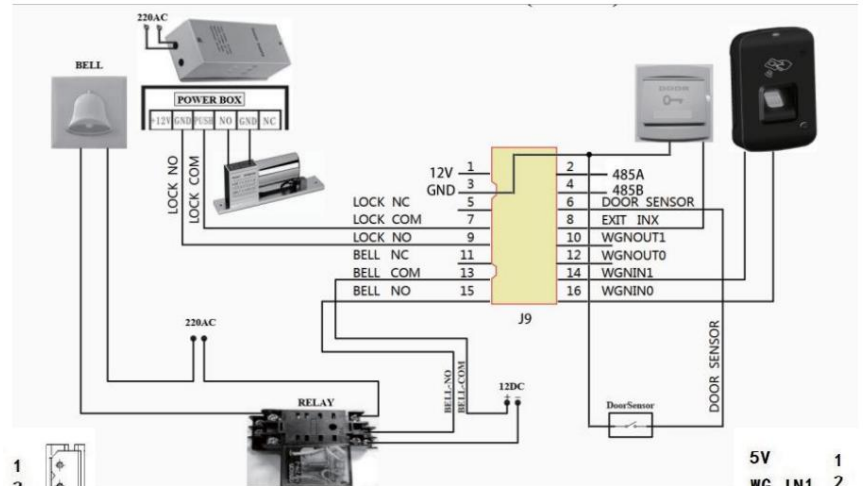 220AC
BELL
POWER BOX
+12V GND PUSH NO GND NC
LOCK NO
LOCK COM
DOOR
12V 1
GND 3
LOCK NC 5
LOCK COM 7
LOCK NO 9
BELL NC 11
BELL COM 13
BELL NO 15
2 485A
4 485B
6 DOOR SENSOR
8 EXIT INX
10 WGNOUT1
12 WGNOUT0
14 WGNIN1
16 WGNIN0
J9
220AC
BELL-NO
BELL-COM
12DC
+ -
RELAY
DoorSensor
DOOR SENSOR
1
5V 1
WG IN1 2